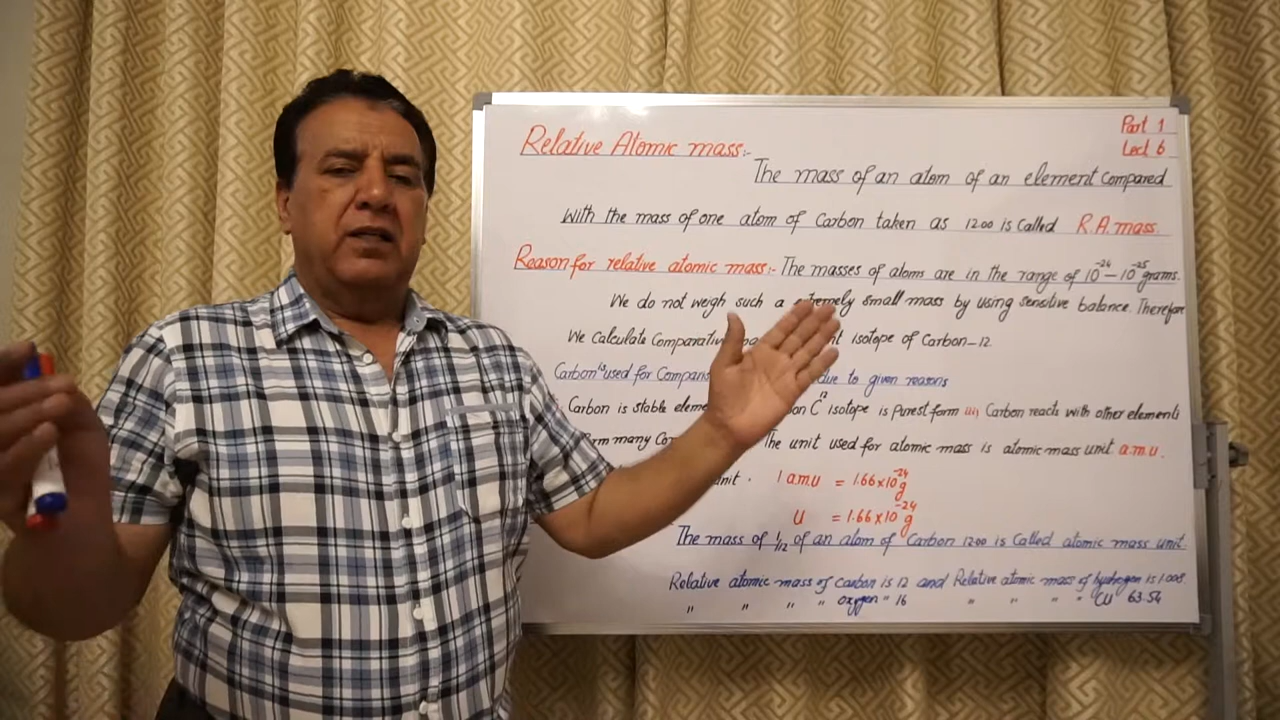 Part 1
Lect 6
Relative Atomic mass:-
The mass of an atom of an element compared
With the mass of one atom of Carbon taken as 12.00 is Called R.A. mass.
Reason for relative atomic mass:- The masses of atoms are in the range of 10⁻²⁴ – 10⁻²⁵ grams.
We do not weigh such a extremely small mass by using sensitive balance. Therefore
We calculate Comparative isotope of Carbon-12.
Carbon is used for due to given reasons
Carbon is stable C¹² isotope is purest form iii, Carbon reacts with other elements
many The unit used for atomic mass is atomic mass unit a.m.u.
unit. 1 a.m.u = 1.66×10⁻²⁴ g
U = 1.66×10⁻²⁴ g
The mass of 1/12 of an atom of Carbon 12.00 is Called atomic mass unit.
Relative atomic mass of carbon is 12 and Relative atomic mass of hydrogen is 1.008.
" " " " oxygen " 16 " " " " Cu 63.54